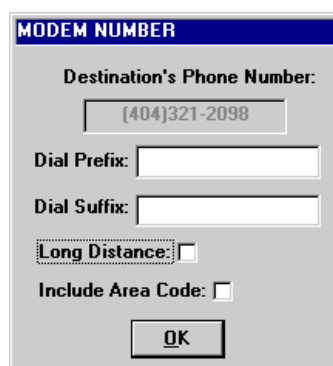 MODEM NUMBER
Destination's Phone Number:
(404)321-2098
Dial Prefix:
Dial Suffix:
Long Distance:
Include Area Code:
OK